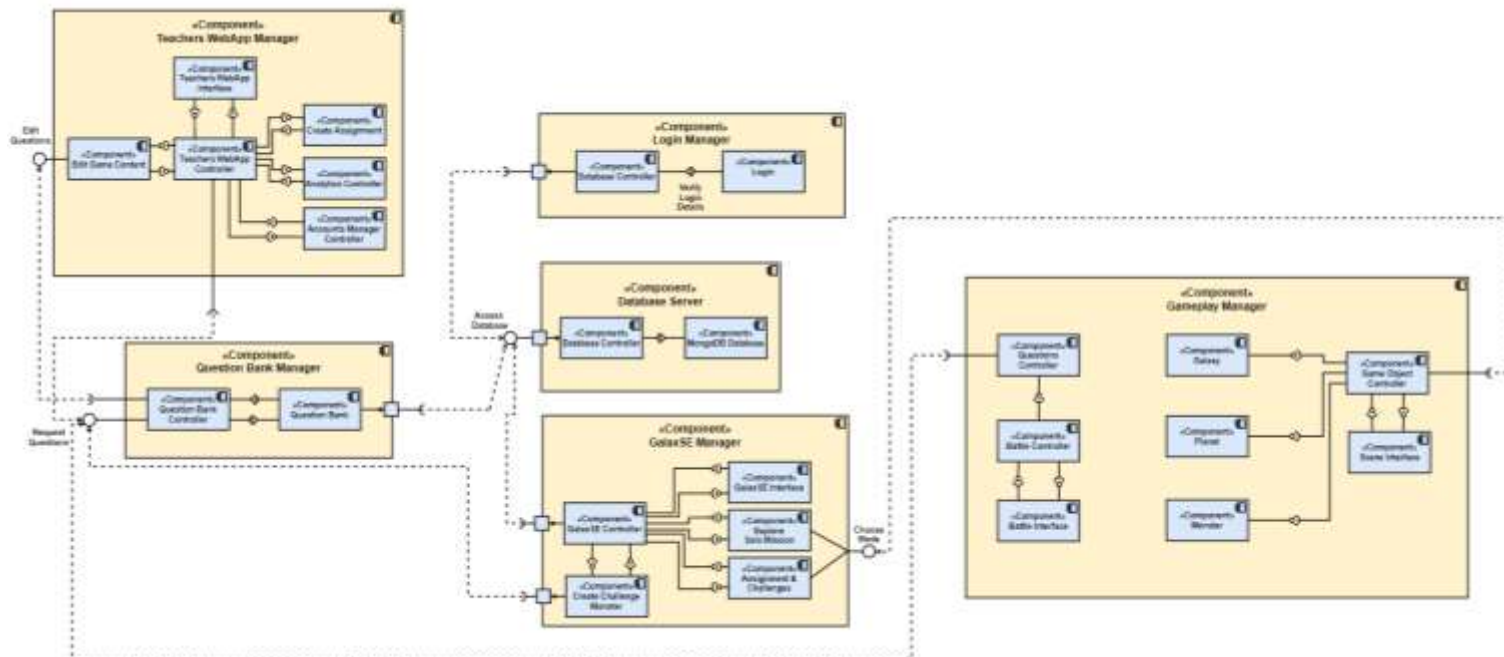 «Component»
Teachers WebApp Manager
«Component»
Teachers WebApp
Interface
«Component»
Create Assignment
Edit
Questions
«Component»
Edit Game Content
«Component»
Teachers WebApp
Controller
«Component»
Analytics Controller
«Component»
Accounts Manager
Controller
«Component»
Login Manager
«Component»
Database Controller
Verify
Login
Details
«Component»
Login
«Component»
Database Server
Access
Database
«Component»
Database Controller
«Component»
MongoDB Database
«Component»
Question Bank Manager
«Component»
Question Bank
Controller
«Component»
Question Bank
Request
Questions
«Component»
GalaxSE Manager
«Component»
GalaxSE Controller
«Component»
GalaxSE Interface
«Component»
Explore
Solo Mission
«Component»
Assignment &
Challenges
«Component»
Create Challenge
Monster
Choose
Mode
«Component»
Gameplay Manager
«Component»
Questions
Controller
«Component»
Galaxy
«Component»
Game Object
Controller
«Component»
Battle Controller
«Component»
Planet
«Component»
Scene Interface
«Component»
Battle Interface
«Component»
Monster